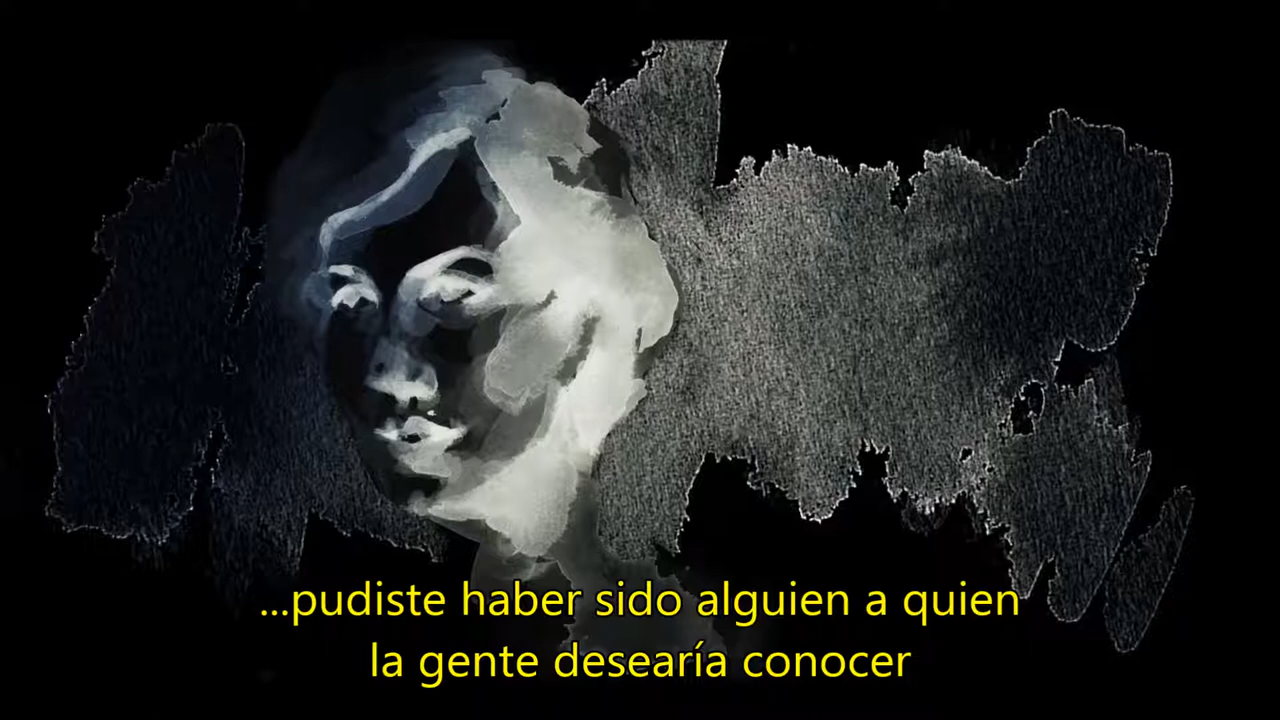 ...pudiste haber sido alguien a quien
la gente desearía conocer